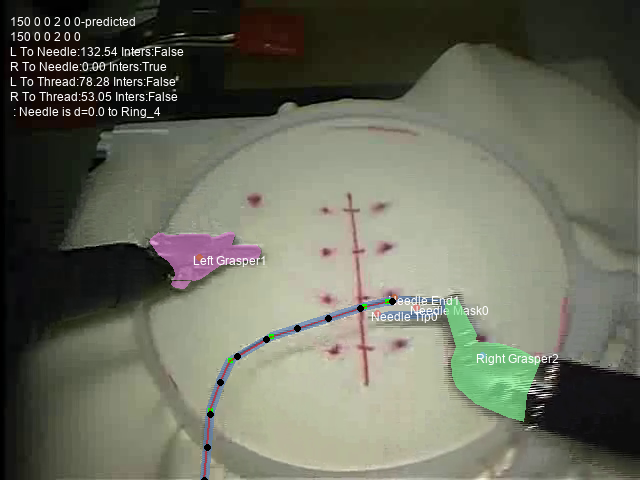 150 0 0 2 0 0-predicted
150 0 0 2 0 0
L To Needle:132.54 Inters:False
R To Needle:0.00 Inters:True
L To Thread:78.28 Inters:False
R To Thread:53.05 Inters:False
: Needle is d=0.0 to Ring_4
Left Grasper1
Needle End1
Needle Mask0
Needle Tip0
Right Grasper2